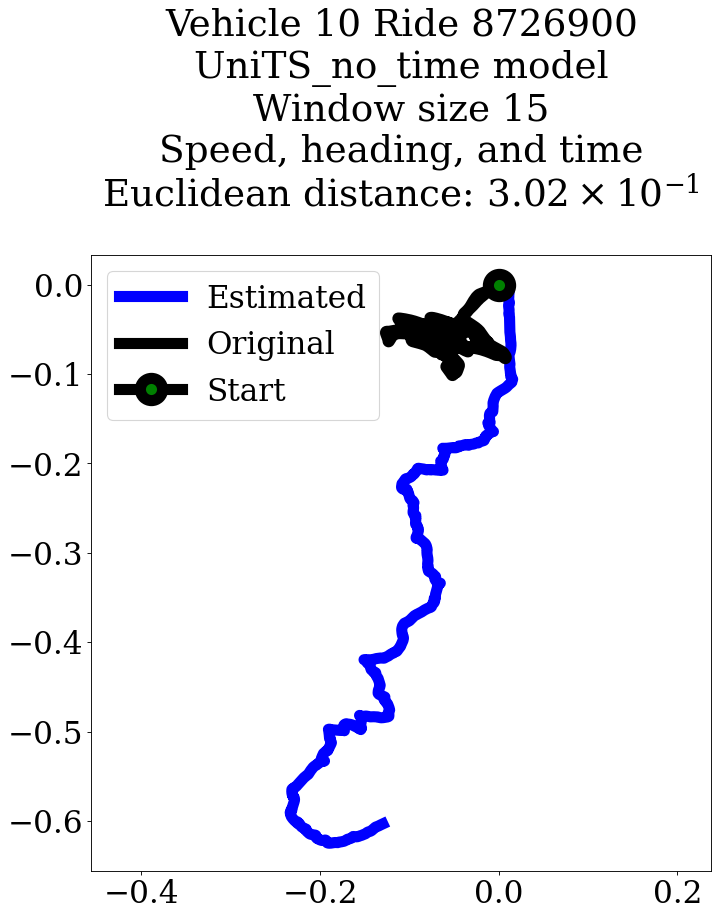 Vehicle 10 Ride 8726900
UniTS_no_time model
Window size 15
Speed, heading, and time
Euclidean distance: 3.02 × 10⁻¹
Estimated
Original
Start
0.0
−0.1
−0.2
−0.3
−0.4
−0.5
−0.6
−0.4
−0.2
0.0
0.2